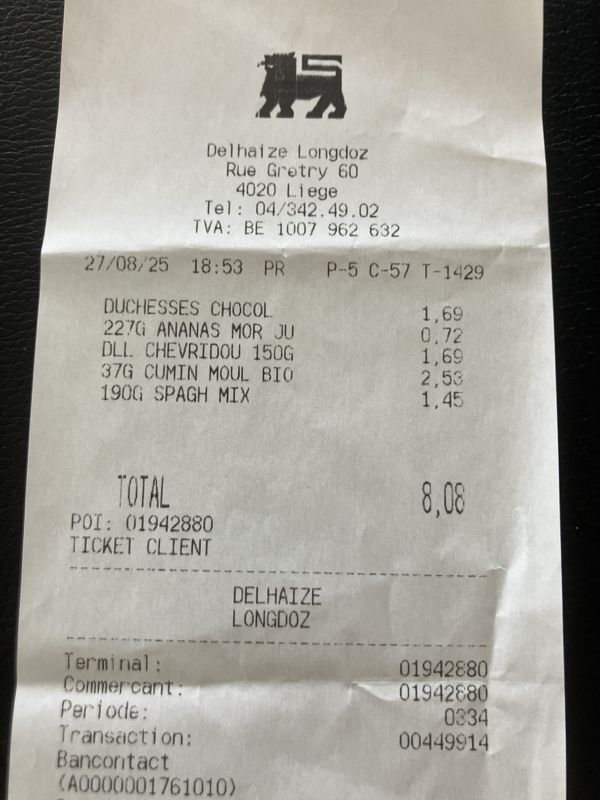 Delhaize Longdoz
Rue Gretry 60
4020 Liege
Tel: 04/342.49.02
TVA: BE 1007 962 632
27/08/25 18:53 PR P-5 C-57 T-1429
DUCHESSES CHOCOL 1,69
227G ANANAS MOR JU 0,72
DLL CHEVRIDOU 150G 1,69
37G CUMIN MOUL BIO 2,53
190G SPAGH MIX 1,45
TOTAL 8,08
POI: 01942880
TICKET CLIENT
DELHAIZE
LONGDOZ
Terminal: 01942880
Commercant: 01942880
Periode: 0334
Transaction: 00449914
Bancontact
(A0000001761010)